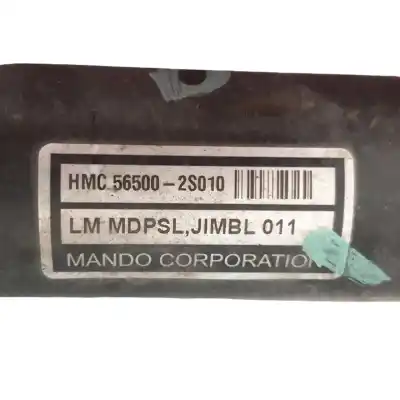 HMC 56500-2S010
LM MDPSL,JIMBL 011
MANDO CORPORATION